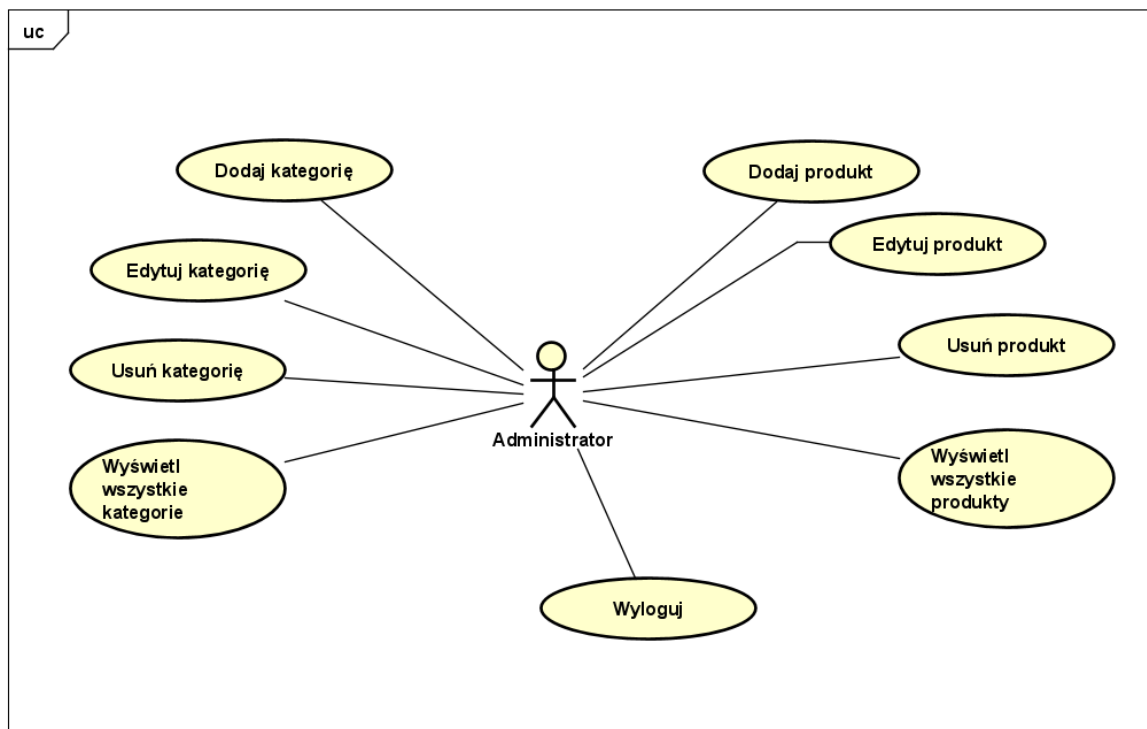 uc
Dodaj kategorię
Dodaj produkt
Edytuj produkt
Edytuj kategorię
Usuń produkt
Usuń kategorię
Administrator
Wyświetl
wszystkie
kategorie
Wyświetl
wszystkie
produkty
Wyloguj